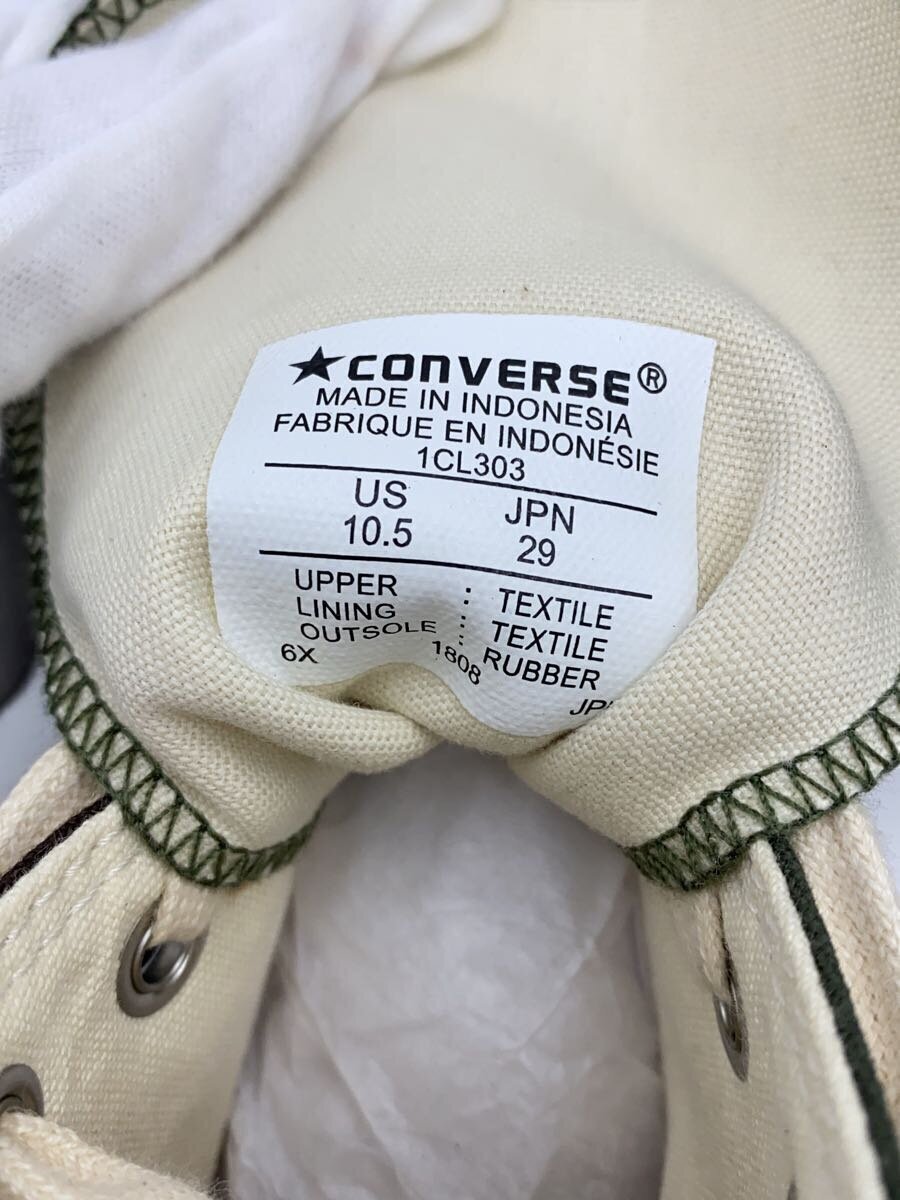 ★CONVERSE®
MADE IN INDONESIA
FABRIQUE EN INDONÉSIE
1CL303
US JPN
10.5 29
UPPER : TEXTILE
LINING : TEXTILE
OUTSOLE : RUBBER
6X 1808